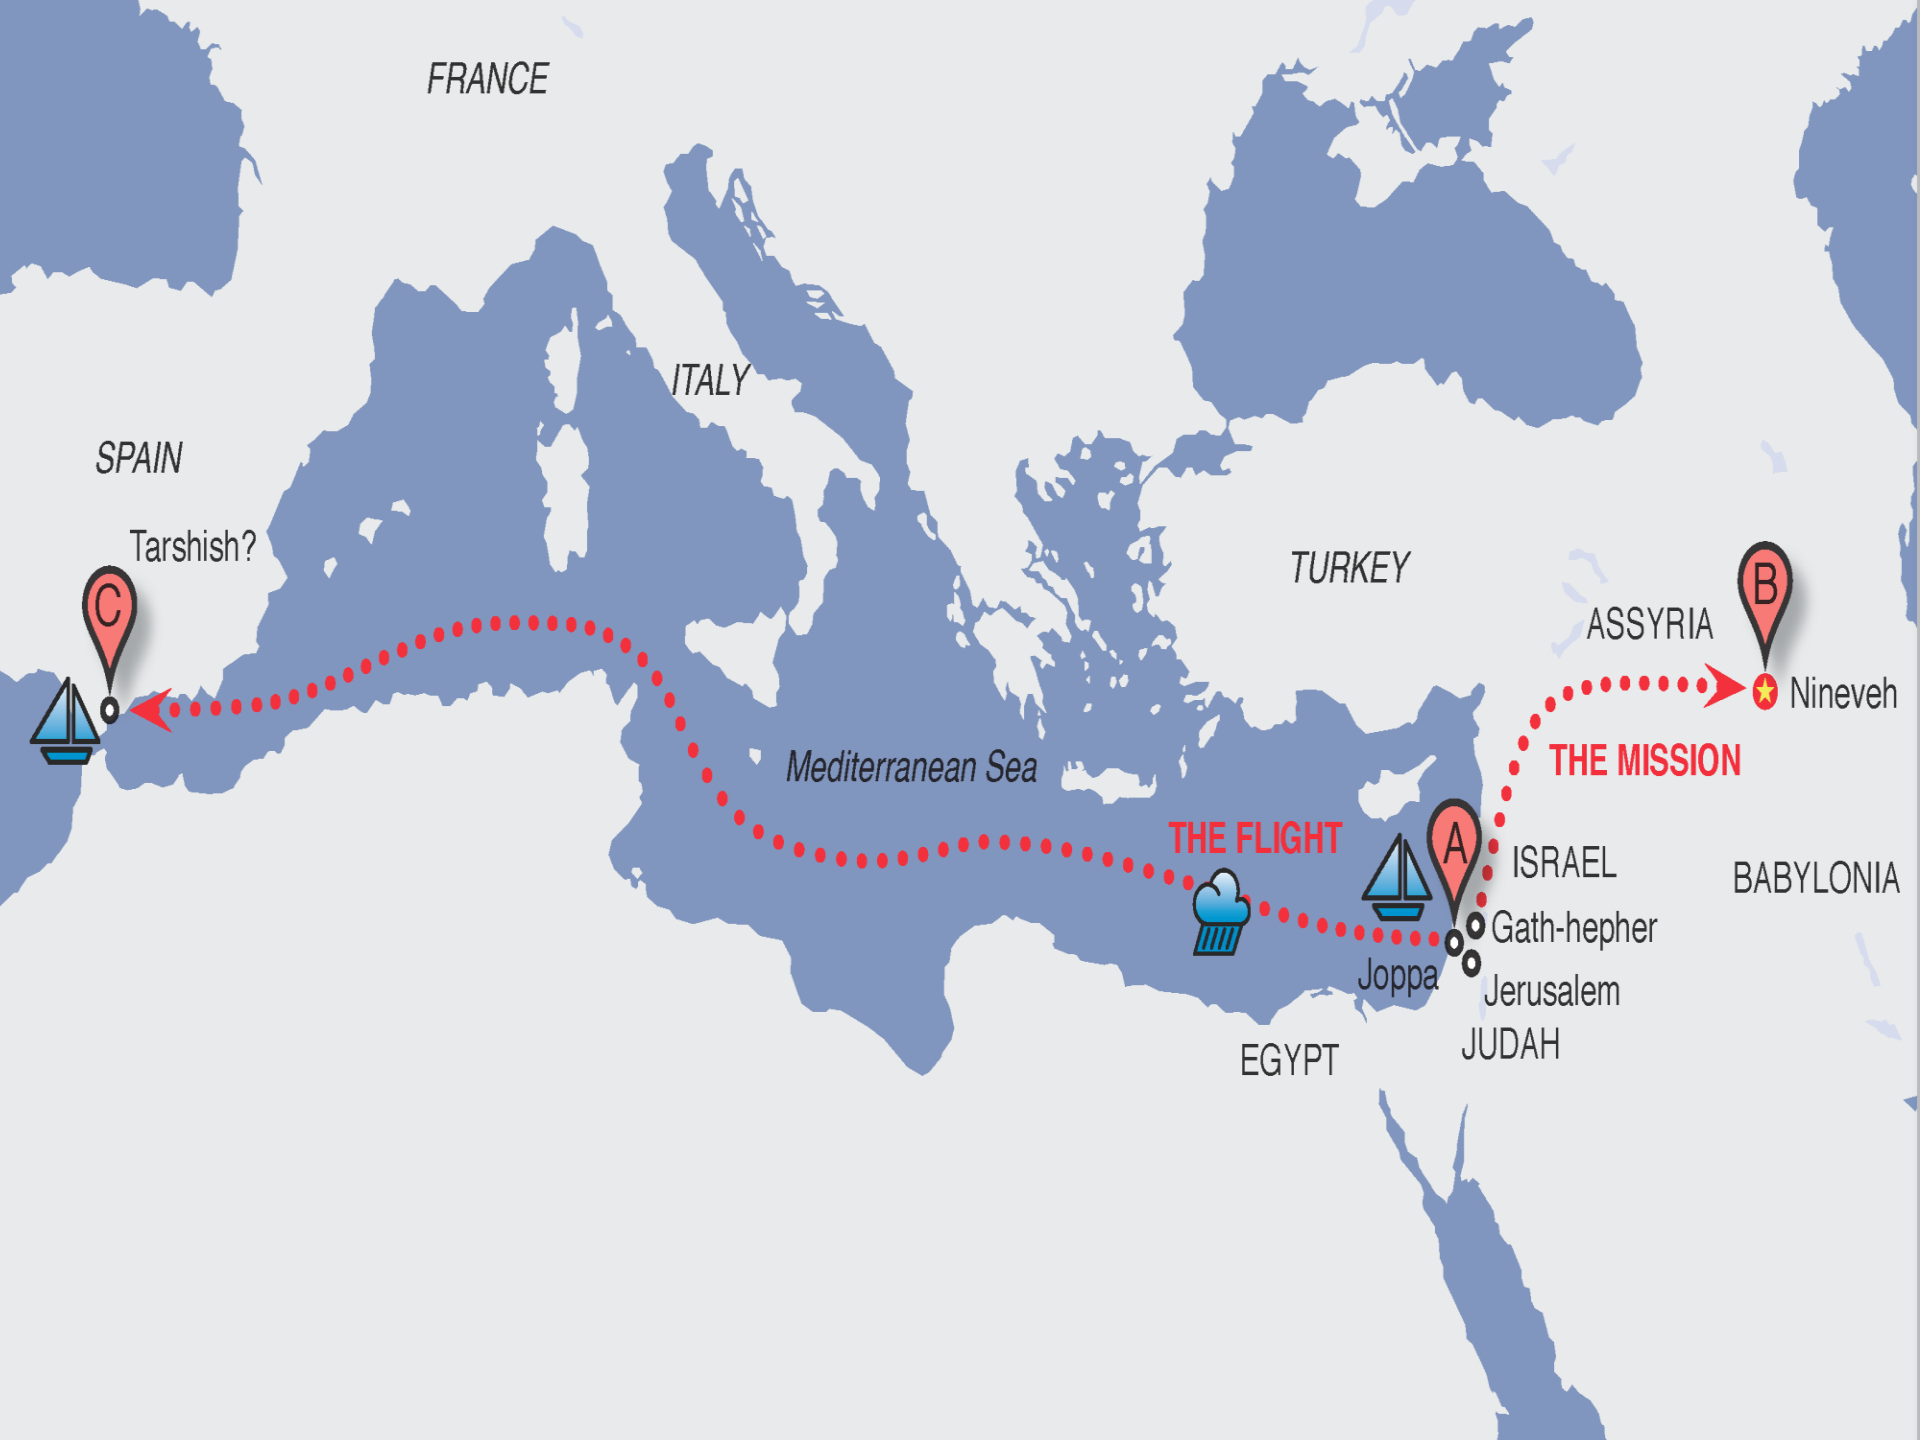 FRANCE
ITALY
SPAIN
Tarshish?
C
TURKEY
B
ASSYRIA
Nineveh
THE MISSION
Mediterranean Sea
THE FLIGHT
A
ISRAEL
BABYLONIA
Gath-hepher
Joppa
Jerusalem
JUDAH
EGYPT